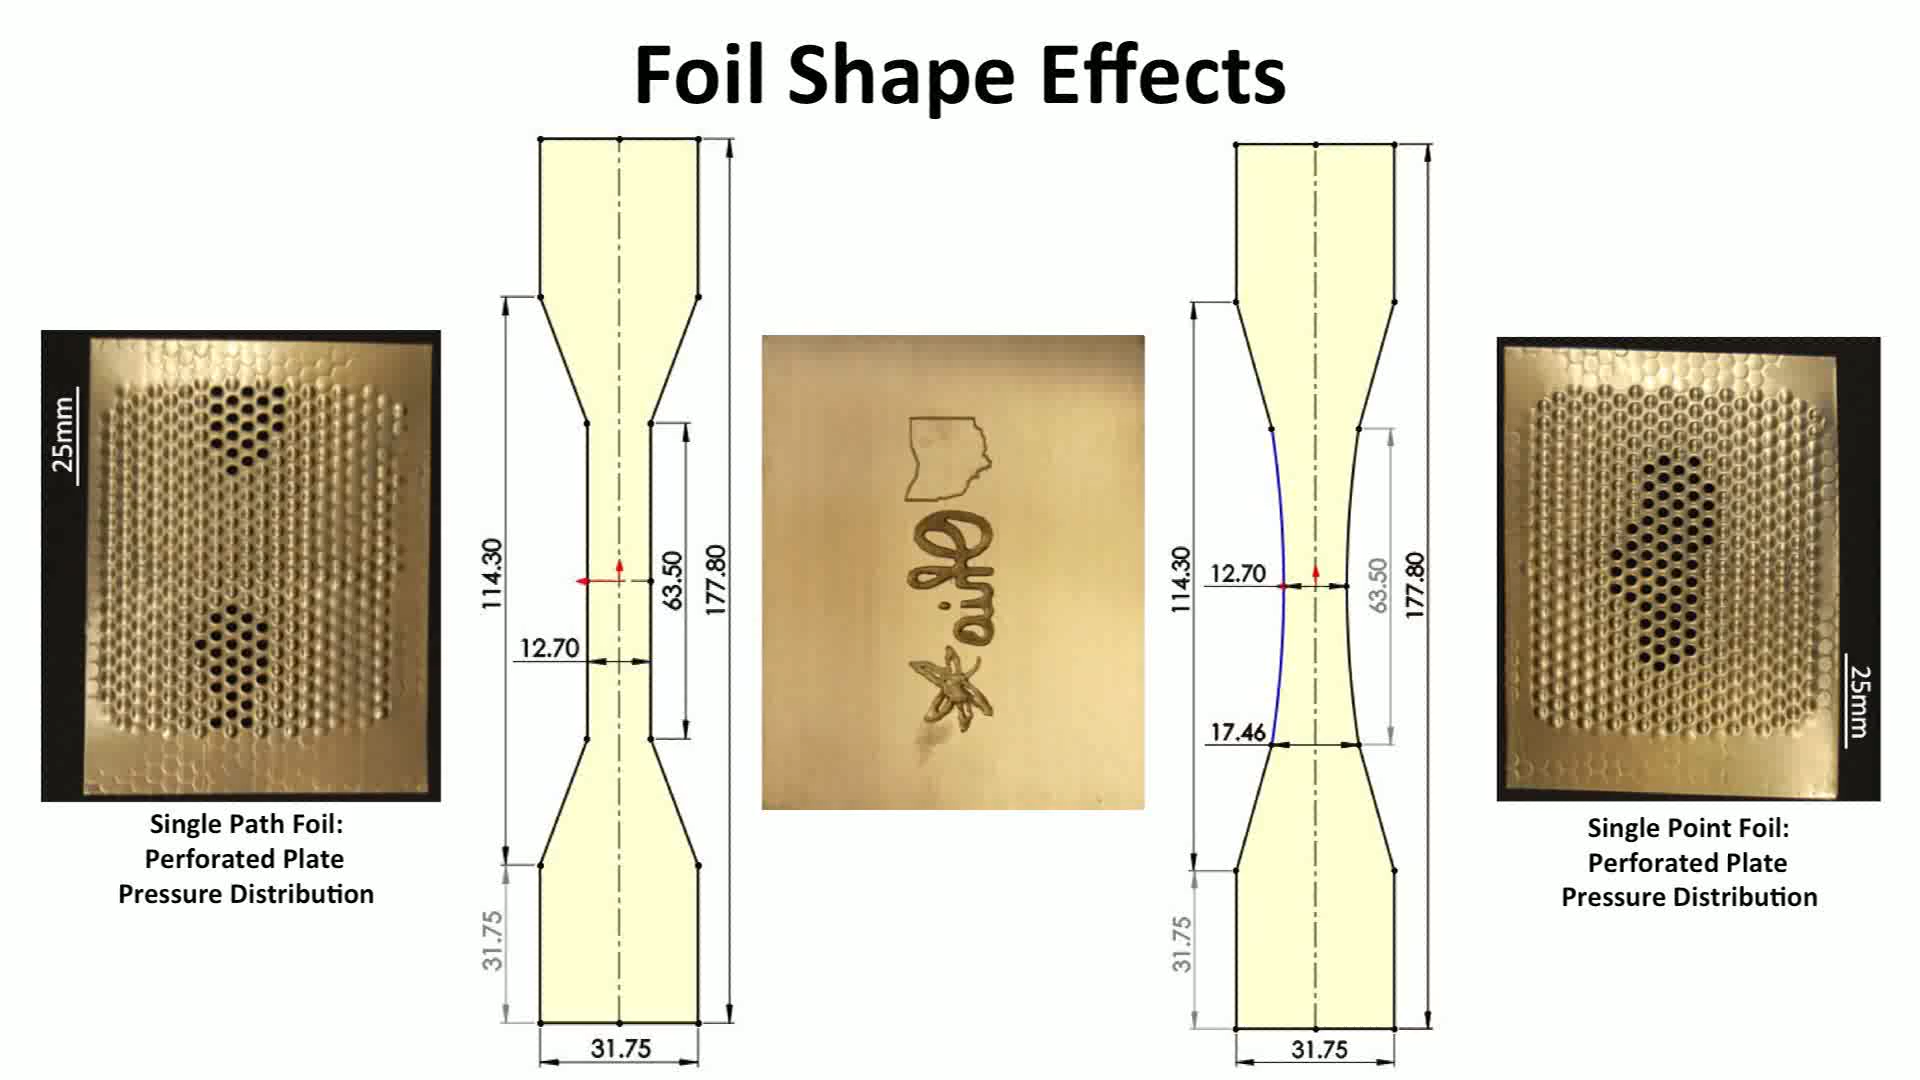 Foil Shape Effects
25mm
Single Path Foil:
Perforated Plate
Pressure Distribution
114.30
12.70
63.50
177.80
31.75
31.75
Ohio
114.30
12.70
63.50
177.80
17.46
31.75
31.75
25mm
Single Point Foil:
Perforated Plate
Pressure Distribution